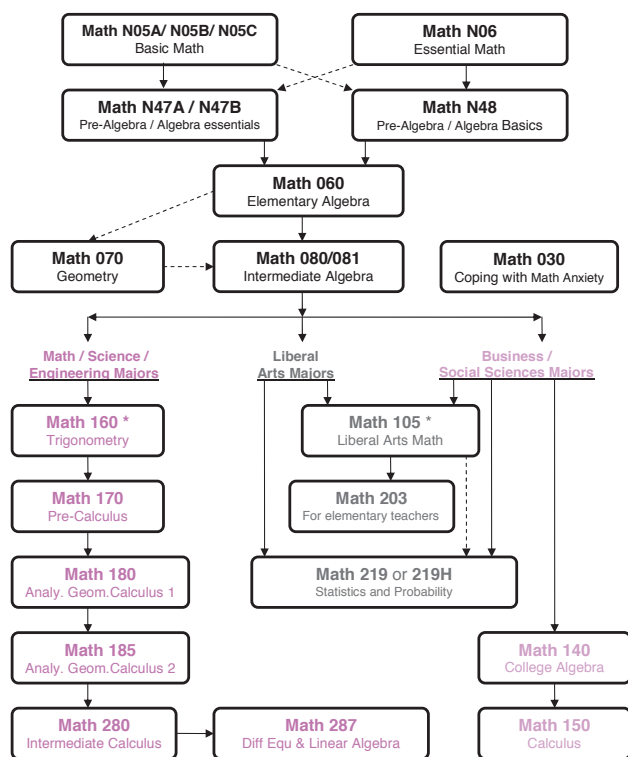 Math N05A/ N05B/ N05C
Basic Math
Math N06
Essential Math
Math N47A / N47B
Pre-Algebra / Algebra essentials
Math N48
Pre-Algebra / Algebra Basics
Math 060
Elementary Algebra
Math 070
Geometry
Math 080/081
Intermediate Algebra
Math 030
Coping with Math Anxiety
Math / Science /
Engineering Majors
Liberal
Arts Majors
Business /
Social Sciences Majors
Math 160 *
Trigonometry
Math 105 *
Liberal Arts Math
Math 170
Pre-Calculus
Math 203
For elementary teachers
Math 180
Analy. Geom.Calculus 1
Math 219 or 219H
Statistics and Probability
Math 185
Analy. Geom.Calculus 2
Math 140
College Algebra
Math 280
Intermediate Calculus
Math 287
Diff Equ & Linear Algebra
Math 150
Calculus